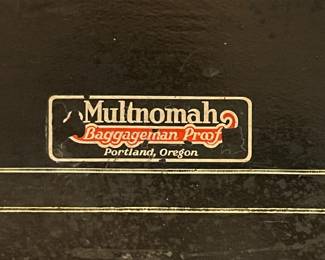 Multnomah
Baggageman Proof
Portland, Oregon